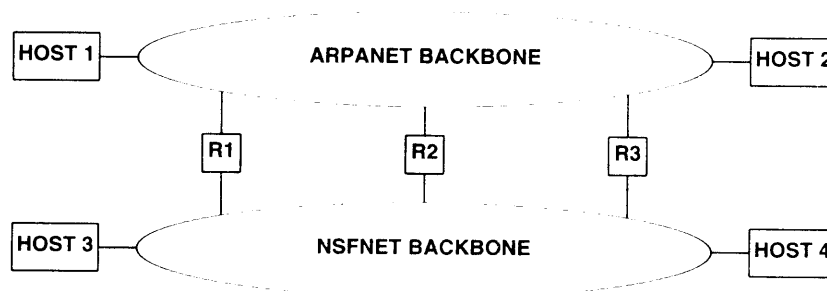 HOST 1
ARPANET BACKBONE
HOST 2
R1
R2
R3
HOST 3
NSFNET BACKBONE
HOST 4